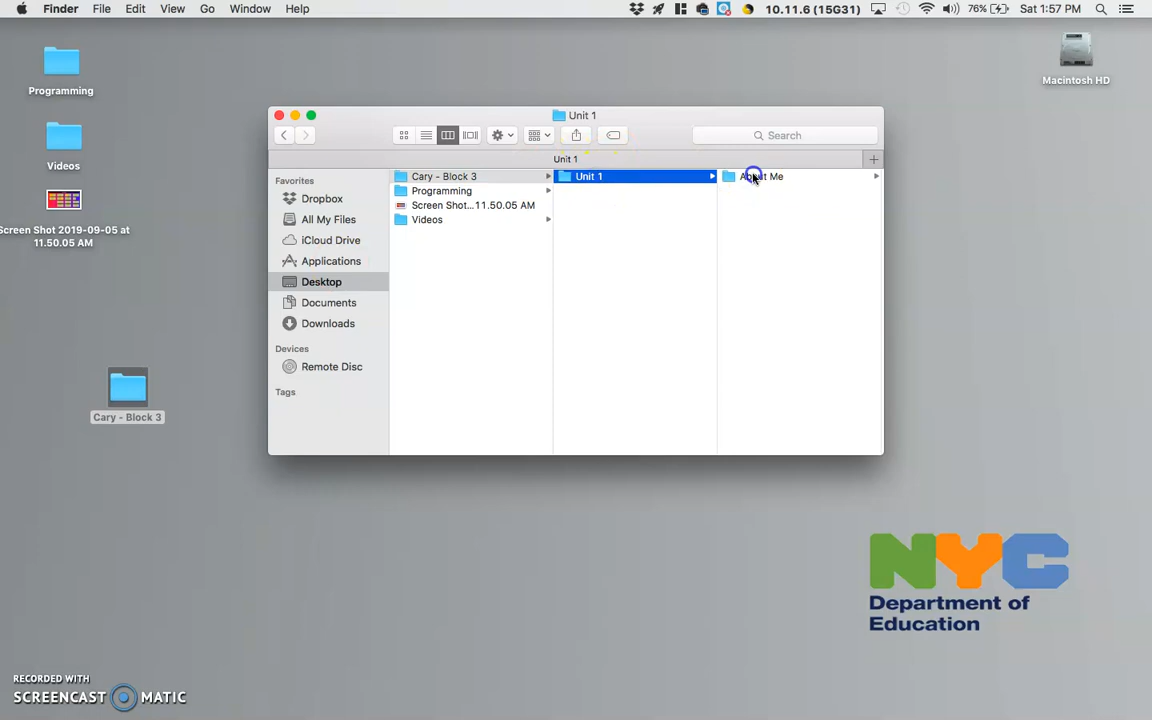 Finder File Edit View Go Window Help 10.11.6 (15G31) 76% Sat 1:57 PM
Programming
Videos
Screen Shot 2019-09-05 at
11.50.05 AM
Cary - Block 3
Macintosh HD
Unit 1
Search
Unit 1
Favorites
Dropbox
All My Files
iCloud Drive
Applications
Desktop
Documents
Downloads
Devices
Remote Disc
Tags
Cary - Block 3
Programming
Screen Shot...11.50.05 AM
Videos
Unit 1
About Me
NYC
Department of
Education
RECORDED WITH
SCREENCAST MATIC